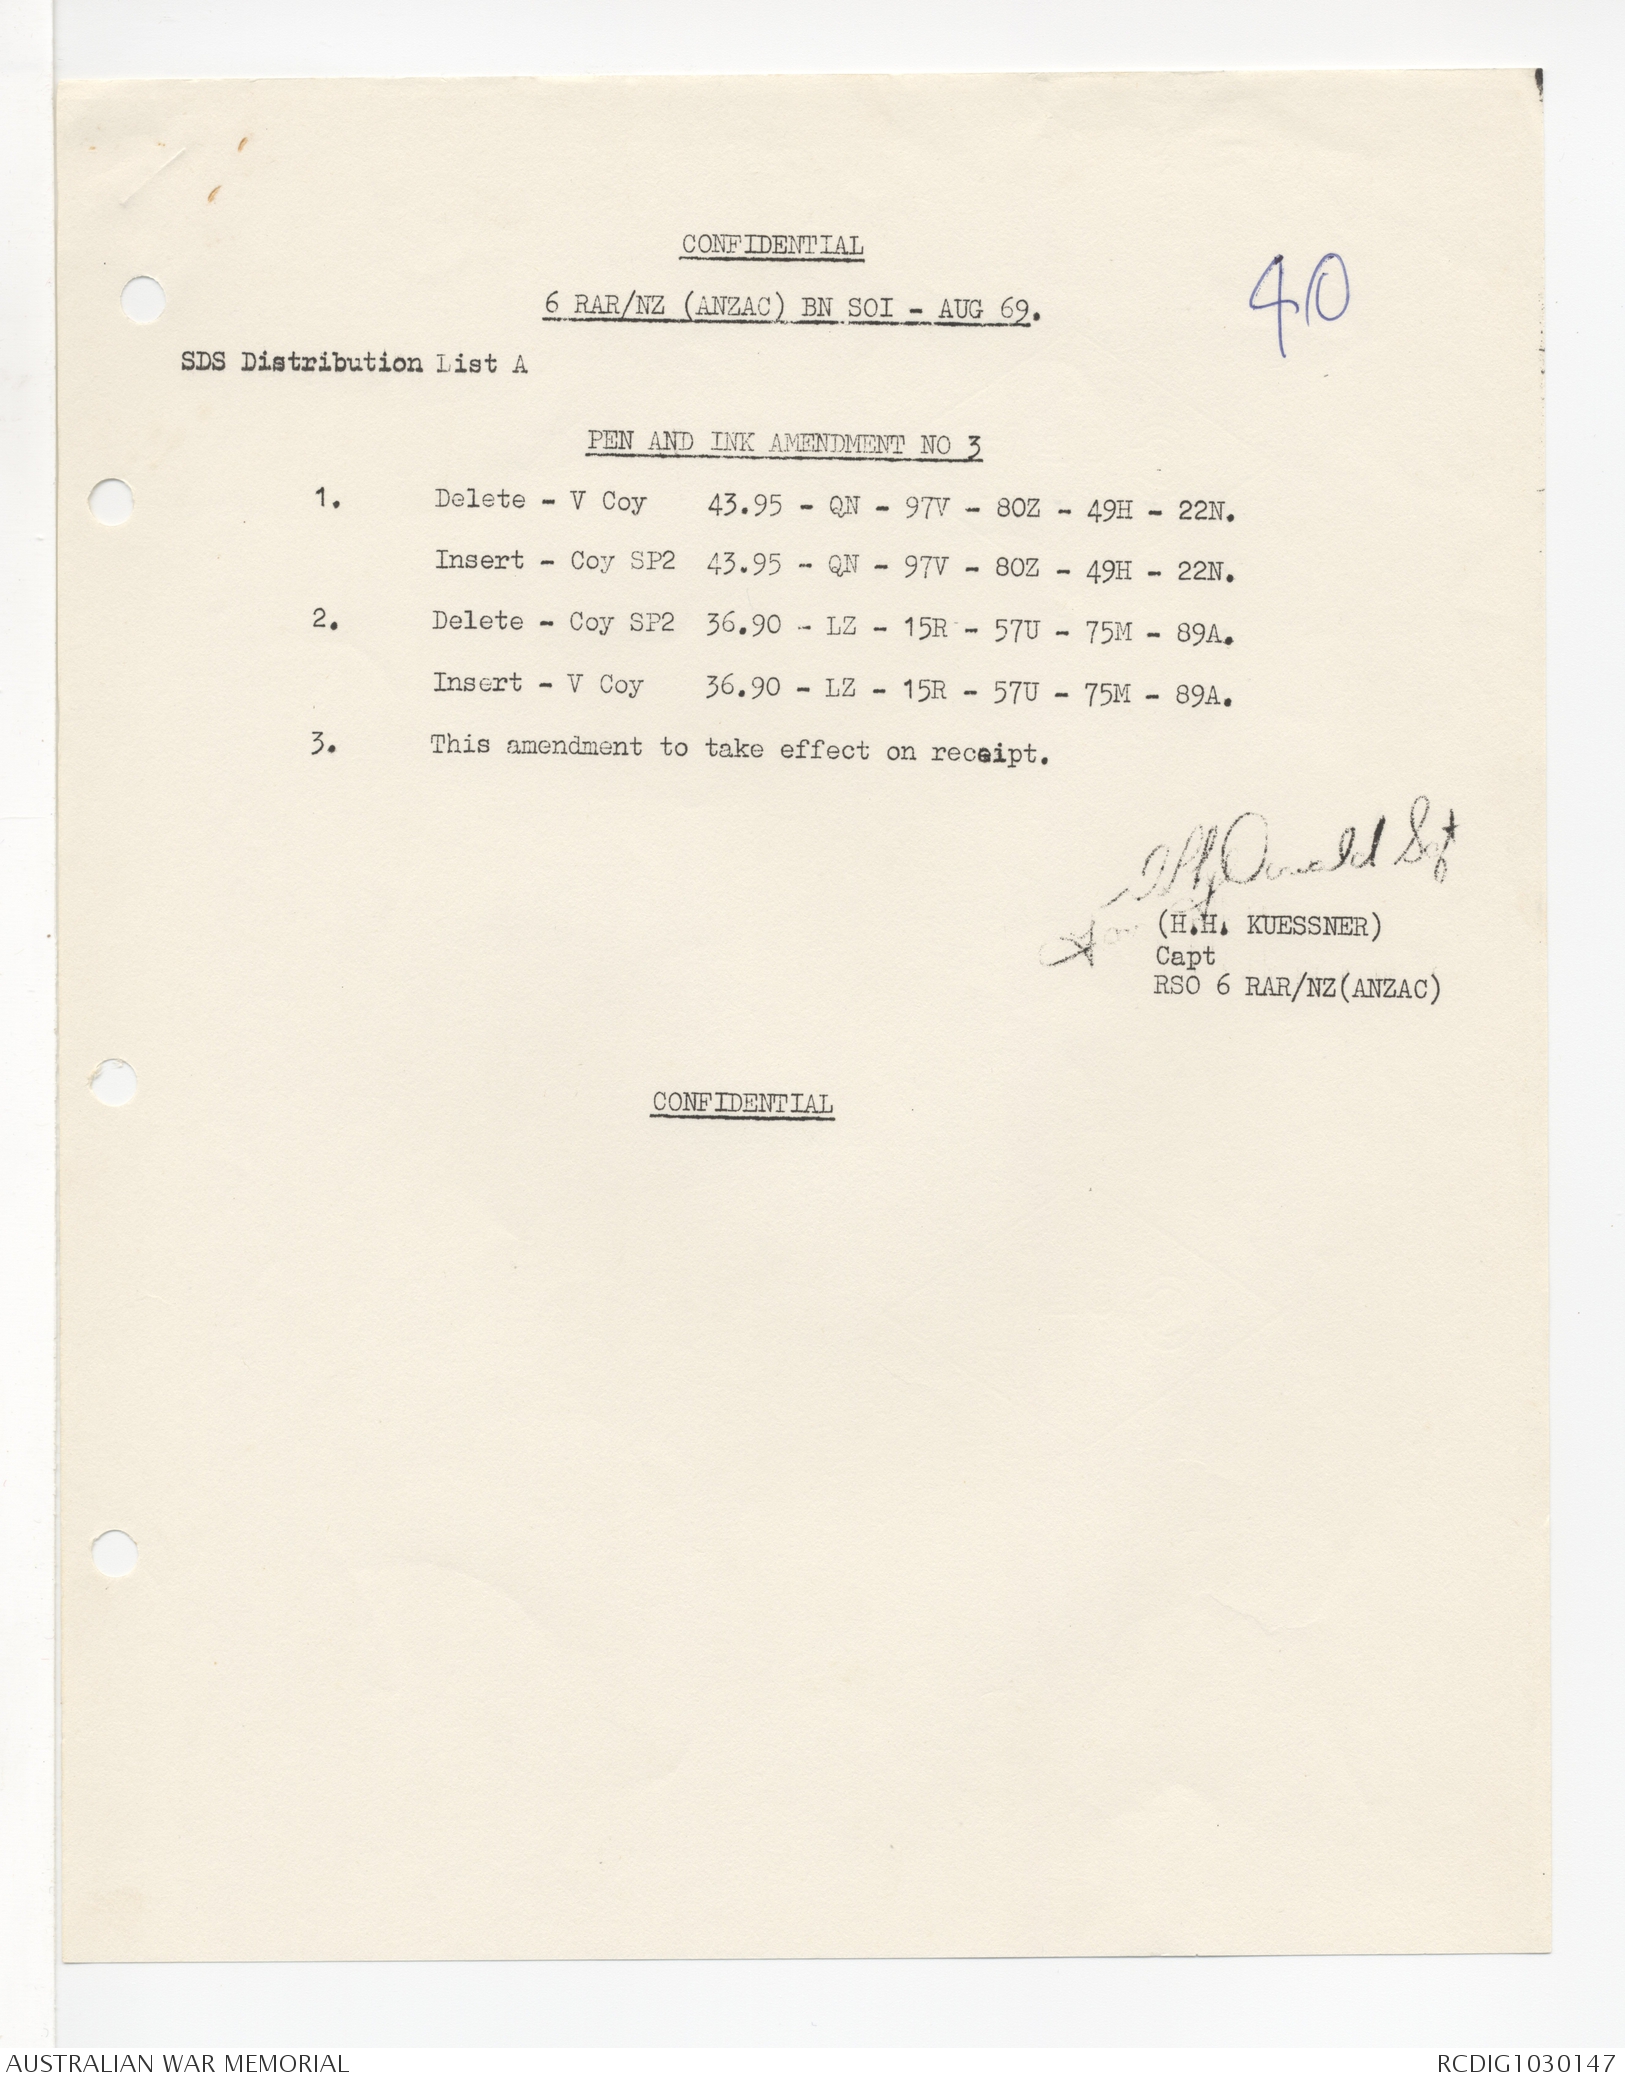 CONFIDENTIAL
40
6 RAR/NZ (ANZAC) BN SOI - AUG 69.
SDS Distribution List A
PEN AND INK AMENDMENT NO 3
1. Delete - V Coy 43.95 - QN - 97V - 80Z - 49H - 22N.
Insert - Coy SP2 43.95 - QN - 97V - 80Z - 49H - 22N.
2. Delete - Coy SP2 36.90 - LZ - 15R - 57U - 75M - 89A.
Insert - V Coy 36.90 - LZ - 15R - 57U - 75M - 89A.
3. This amendment to take effect on receipt.
Donald Sgt
for (H.H. KUESSNER)
Capt
RSO 6 RAR/NZ(ANZAC)
CONFIDENTIAL
AUSTRALIAN WAR MEMORIAL
RCDIG1030147